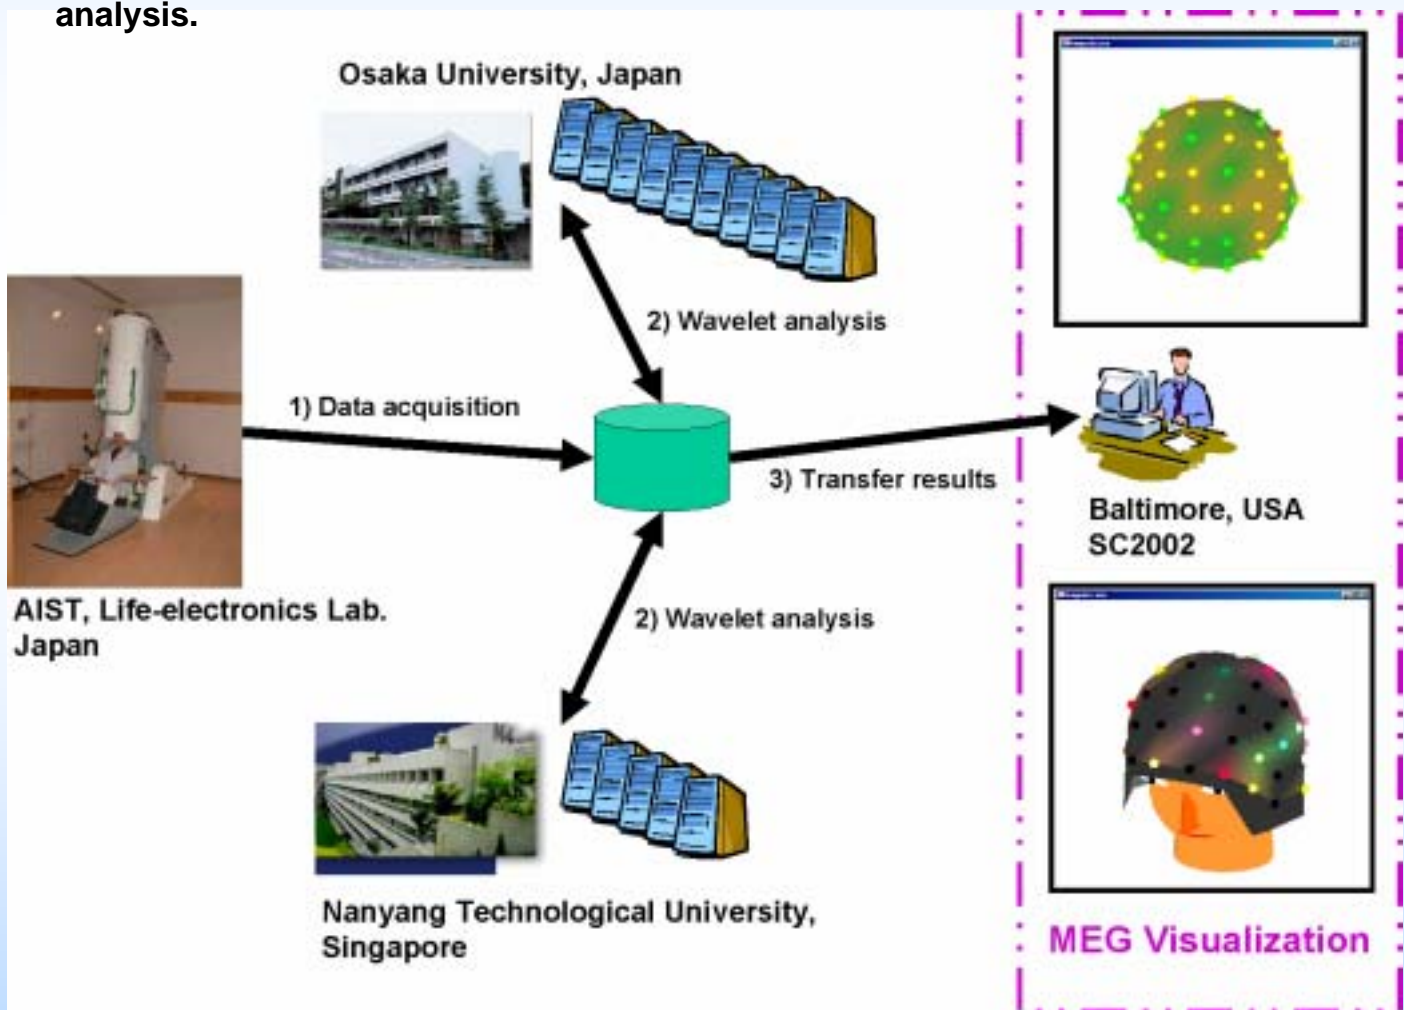 analysis.
Osaka University, Japan
2) Wavelet analysis
1) Data acquisition
3) Transfer results
Baltimore, USA
SC2002
AIST, Life-electronics Lab.
Japan
2) Wavelet analysis
Nanyang Technological University,
Singapore
MEG Visualization